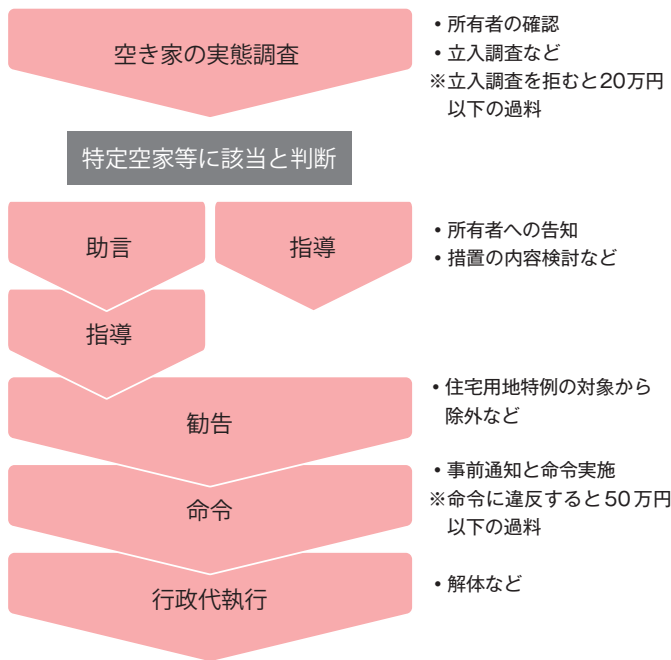 空き家の実態調査
・所有者の確認
・立入調査など
※立入調査を拒むと20万円
以下の過料
特定空家等に該当と判断
助言
指導
・所有者への告知
・措置の内容検討など
指導
勧告
・住宅用地特例の対象から
除外など
命令
・事前通知と命令実施
※命令に違反すると50万円
以下の過料
行政代執行
・解体など